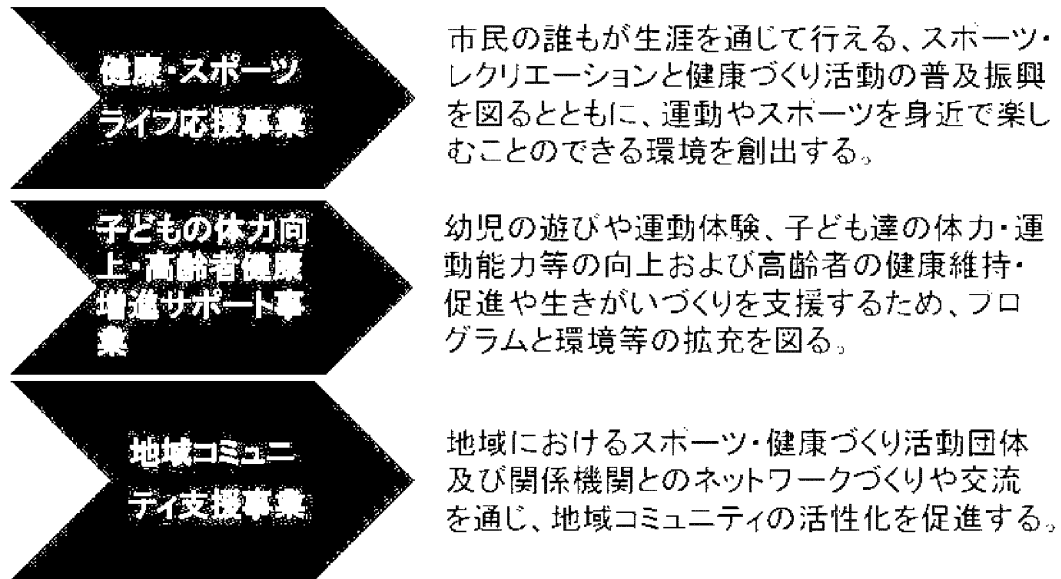 健康・スポーツ
ライフ応援事業
市民の誰もが生涯を通じて行える、スポーツ・
レクリエーションと健康づくり活動の普及振興
を図るとともに、運動やスポーツを身近で楽し
むことのできる環境を創出する。
子どもの体力向
上・高齢者健康
増進サポート事
業
幼児の遊びや運動体験、子ども達の体力・運
動能力等の向上および高齢者の健康維持・
促進や生きがいづくりを支援するため、プロ
グラムと環境等の拡充を図る。
地域コミュニ
ティ支援事業
地域におけるスポーツ・健康づくり活動団体
及び関係機関とのネットワークづくりや交流
を通じ、地域コミュニティの活性化を促進する。